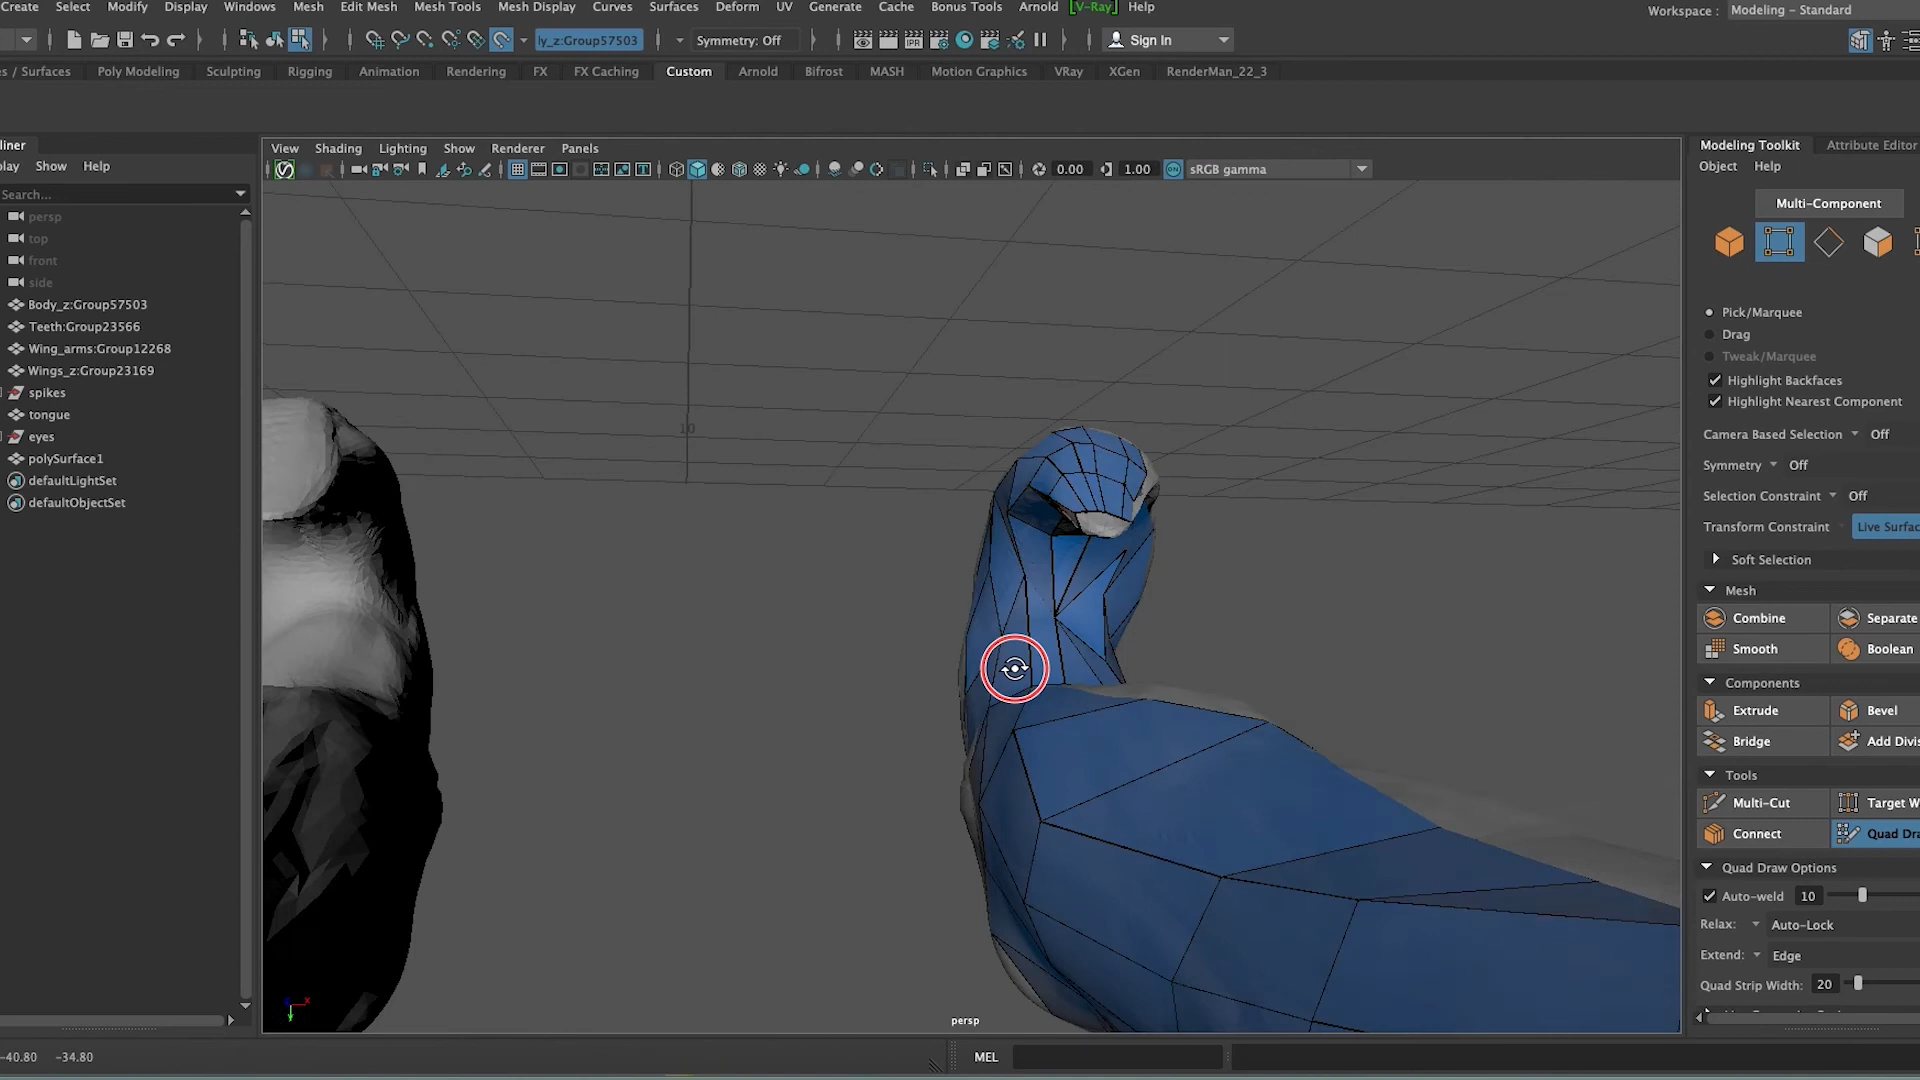 Create Select Modify Display Windows Mesh Edit Mesh Mesh Tools Mesh Display Curves Surfaces Deform UV Generate Cache Bonus Tools Arnold [V-Ray] Help
Workspace : Modeling - Standard
ly_z:Group57503 Symmetry: Off IPR Sign In
s / Surfaces Poly Modeling Sculpting Rigging Animation Rendering FX FX Caching Custom Arnold Bifrost MASH Motion Graphics VRay XGen RenderMan_22_3
liner
play Show Help
Search...
persp
top
front
side
Body_z:Group57503
Teeth:Group23566
Wing_arms:Group12268
Wings_z:Group23169
spikes
tongue
eyes
polySurface1
defaultLightSet
defaultObjectSet
View Shading Lighting Show Renderer Panels
0.00 1.00 ON sRGB gamma
10
persp
Modeling Toolkit Attribute Editor
Object Help
Multi-Component
Pick/Marquee
Drag
Tweak/Marquee
Highlight Backfaces
Highlight Nearest Component
Camera Based Selection Off
Symmetry Off
Selection Constraint Off
Transform Constraint Live Surfac
Soft Selection
Mesh
Combine Separate
Smooth Boolean
Components
Extrude Bevel
Bridge Add Divis
Tools
Multi-Cut Target W
Connect Quad Dra
Quad Draw Options
Auto-weld 10
Relax: Auto-Lock
Extend: Edge
Quad Strip Width: 20
-40.80 -34.80
MEL